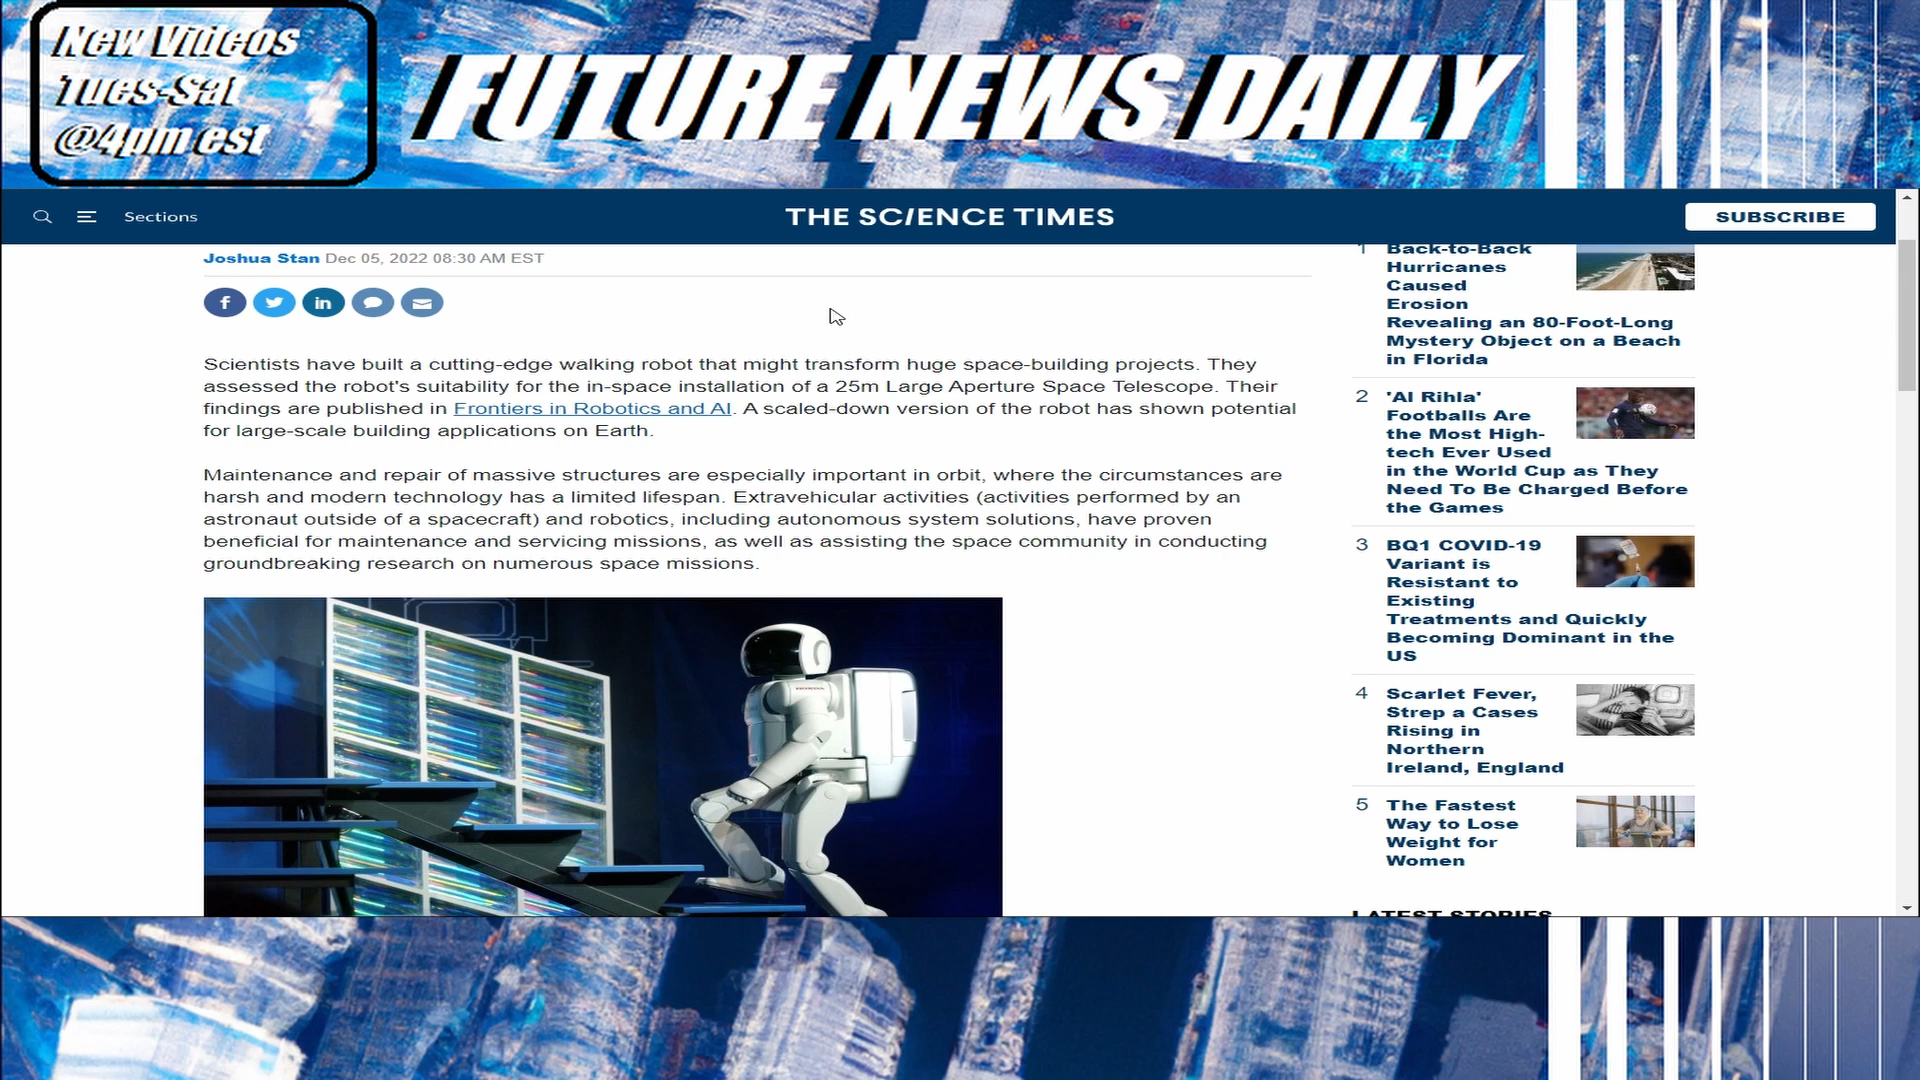 New Videos
Tues-Sat
@4pm est
FUTURE NEWS DAILY
Sections
THE SCIENCE TIMES
SUBSCRIBE
Joshua Stan Dec 05, 2022 08:30 AM EST
Scientists have built a cutting-edge walking robot that might transform huge space-building projects. They
assessed the robot's suitability for the in-space installation of a 25m Large Aperture Space Telescope. Their
findings are published in Frontiers in Robotics and AI. A scaled-down version of the robot has shown potential
for large-scale building applications on Earth.
Maintenance and repair of massive structures are especially important in orbit, where the circumstances are
harsh and modern technology has a limited lifespan. Extravehicular activities (activities performed by an
astronaut outside of a spacecraft) and robotics, including autonomous system solutions, have proven
beneficial for maintenance and servicing missions, as well as assisting the space community in conducting
groundbreaking research on numerous space missions.
HONDA
1 Back-to-Back
Hurricanes
Caused
Erosion
Revealing an 80-Foot-Long
Mystery Object on a Beach
in Florida
2 'Al Rihla'
Footballs Are
the Most High-
tech Ever Used
in the World Cup as They
Need To Be Charged Before
the Games
3 BQ1 COVID-19
Variant is
Resistant to
Existing
Treatments and Quickly
Becoming Dominant in the
US
4 Scarlet Fever,
Strep a Cases
Rising in
Northern
Ireland, England
5 The Fastest
Way to Lose
Weight for
Women
LATEST STORIES